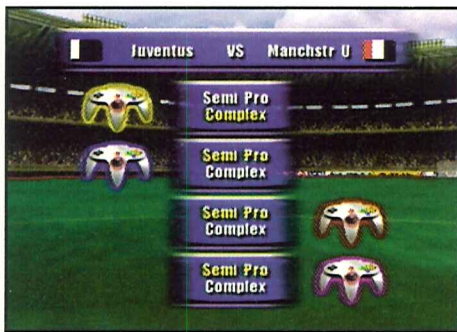 Juventus VS Manchstr U
Semi Pro
Complex
Semi Pro
Complex
Semi Pro
Complex
Semi Pro
Complex